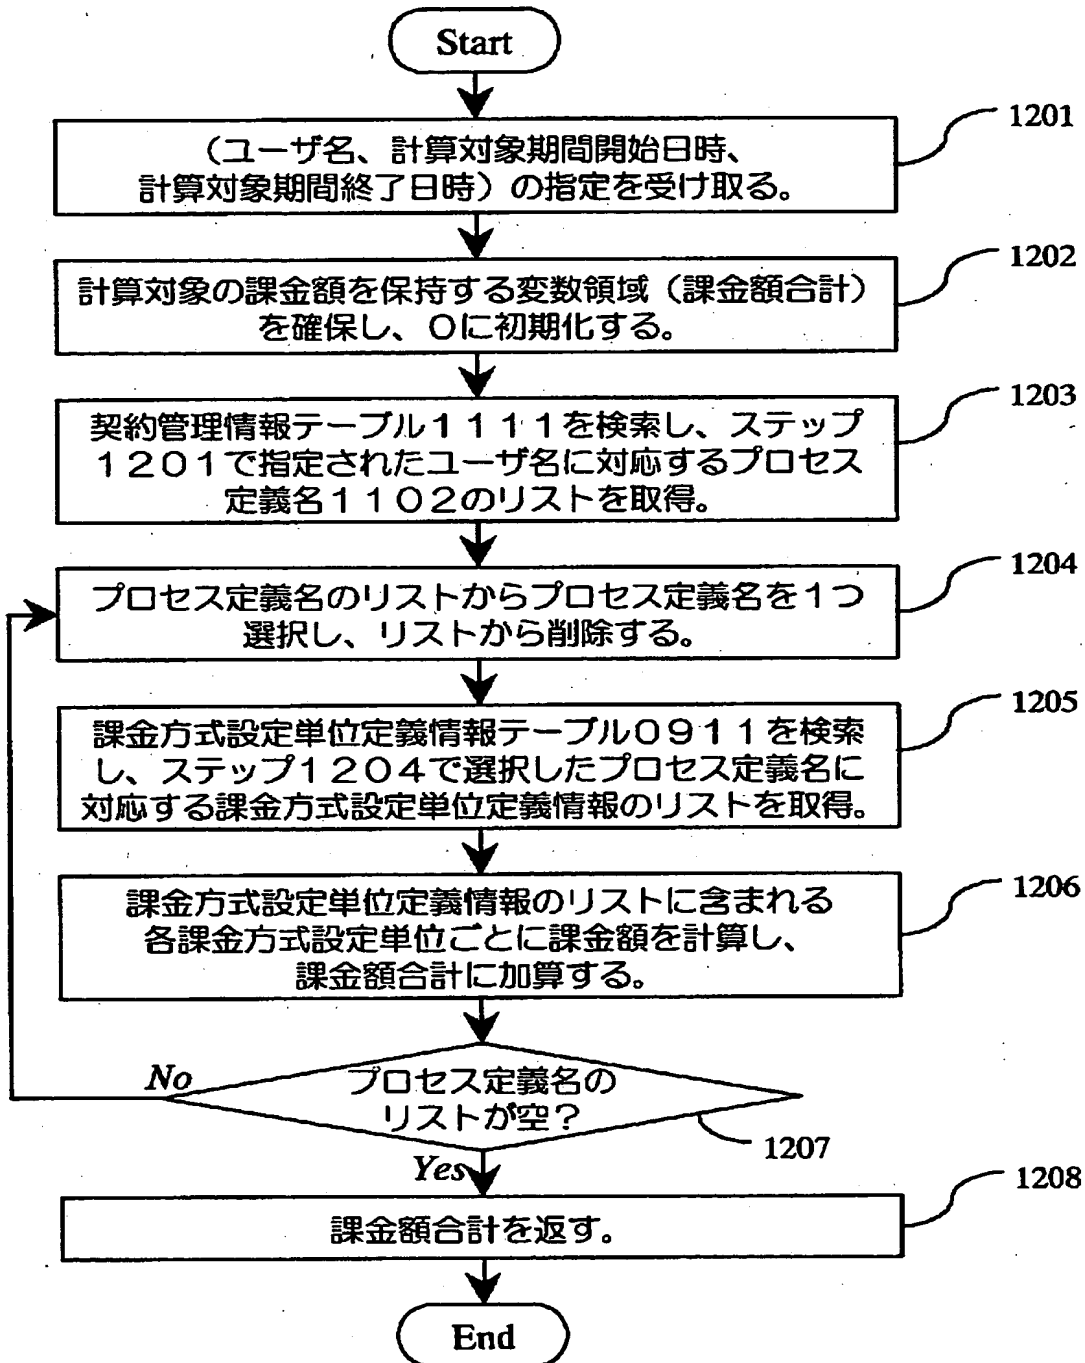 Start
1201
（ユーザ名、計算対象期間開始日時、
計算対象期間終了日時）の指定を受け取る。
1202
計算対象の課金額を保持する変数領域（課金額合計）
を確保し、０に初期化する。
1203
契約管理情報テーブル１１１１を検索し、ステップ
１２０１で指定されたユーザ名に対応するプロセス
定義名１１０２のリストを取得。
1204
プロセス定義名のリストからプロセス定義名を１つ
選択し、リストから削除する。
1205
課金方式設定単位定義情報テーブル０９１１を検索
し、ステップ１２０４で選択したプロセス定義名に
対応する課金方式設定単位定義情報のリストを取得。
1206
課金方式設定単位定義情報のリストに含まれる
各課金方式設定単位ごとに課金額を計算し、
課金額合計に加算する。
No
プロセス定義名の
リストが空？
1207
Yes
1208
課金額合計を返す。
End